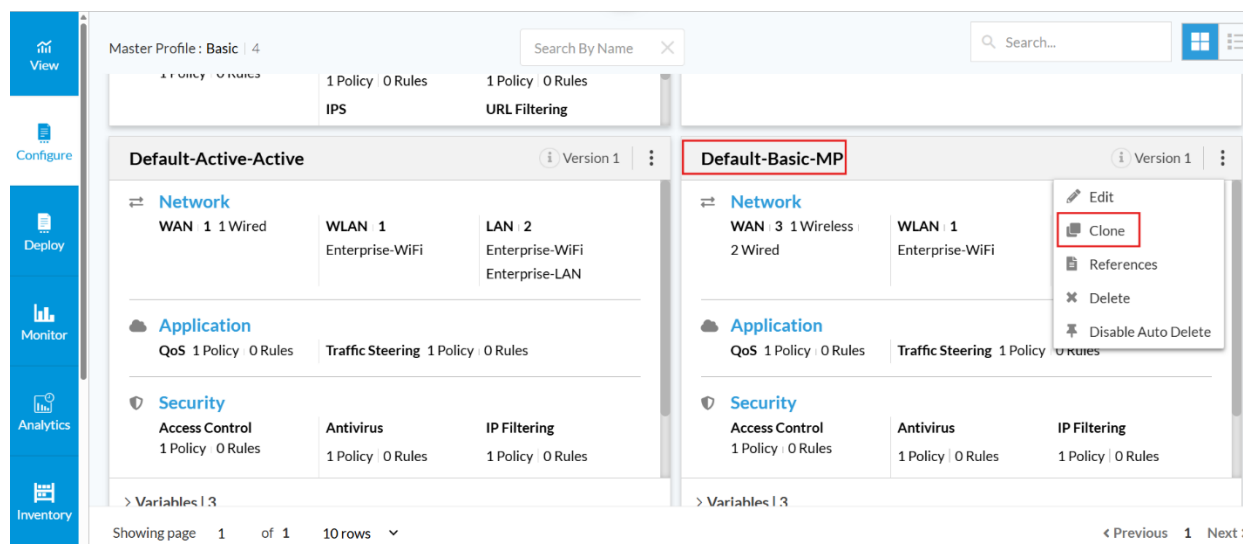 View
Configure
Deploy
Monitor
Analytics
Inventory
Master Profile : Basic | 4
Search By Name
Search...
1 Policy | 0 Rules
1 Policy | 0 Rules
1 Policy | 0 Rules
IPS
URL Filtering
Default-Active-Active
i Version 1
Network
WAN | 1 1 Wired
WLAN | 1
Enterprise-WiFi
LAN | 2
Enterprise-WiFi
Enterprise-LAN
Application
QoS 1 Policy | 0 Rules
Traffic Steering 1 Policy | 0 Rules
Security
Access Control
1 Policy | 0 Rules
Antivirus
1 Policy | 0 Rules
IP Filtering
1 Policy | 0 Rules
> Variables | 3
Default-Basic-MP
i Version 1
Edit
Clone
References
Delete
Disable Auto Delete
Network
WAN | 3 1 Wireless |
2 Wired
WLAN | 1
Enterprise-WiFi
Application
QoS 1 Policy | 0 Rules
Traffic Steering 1 Policy | 0 Rules
Security
Access Control
1 Policy | 0 Rules
Antivirus
1 Policy | 0 Rules
IP Filtering
1 Policy | 0 Rules
> Variables | 3
Showing page 1 of 1 10 rows
< Previous 1 Next >